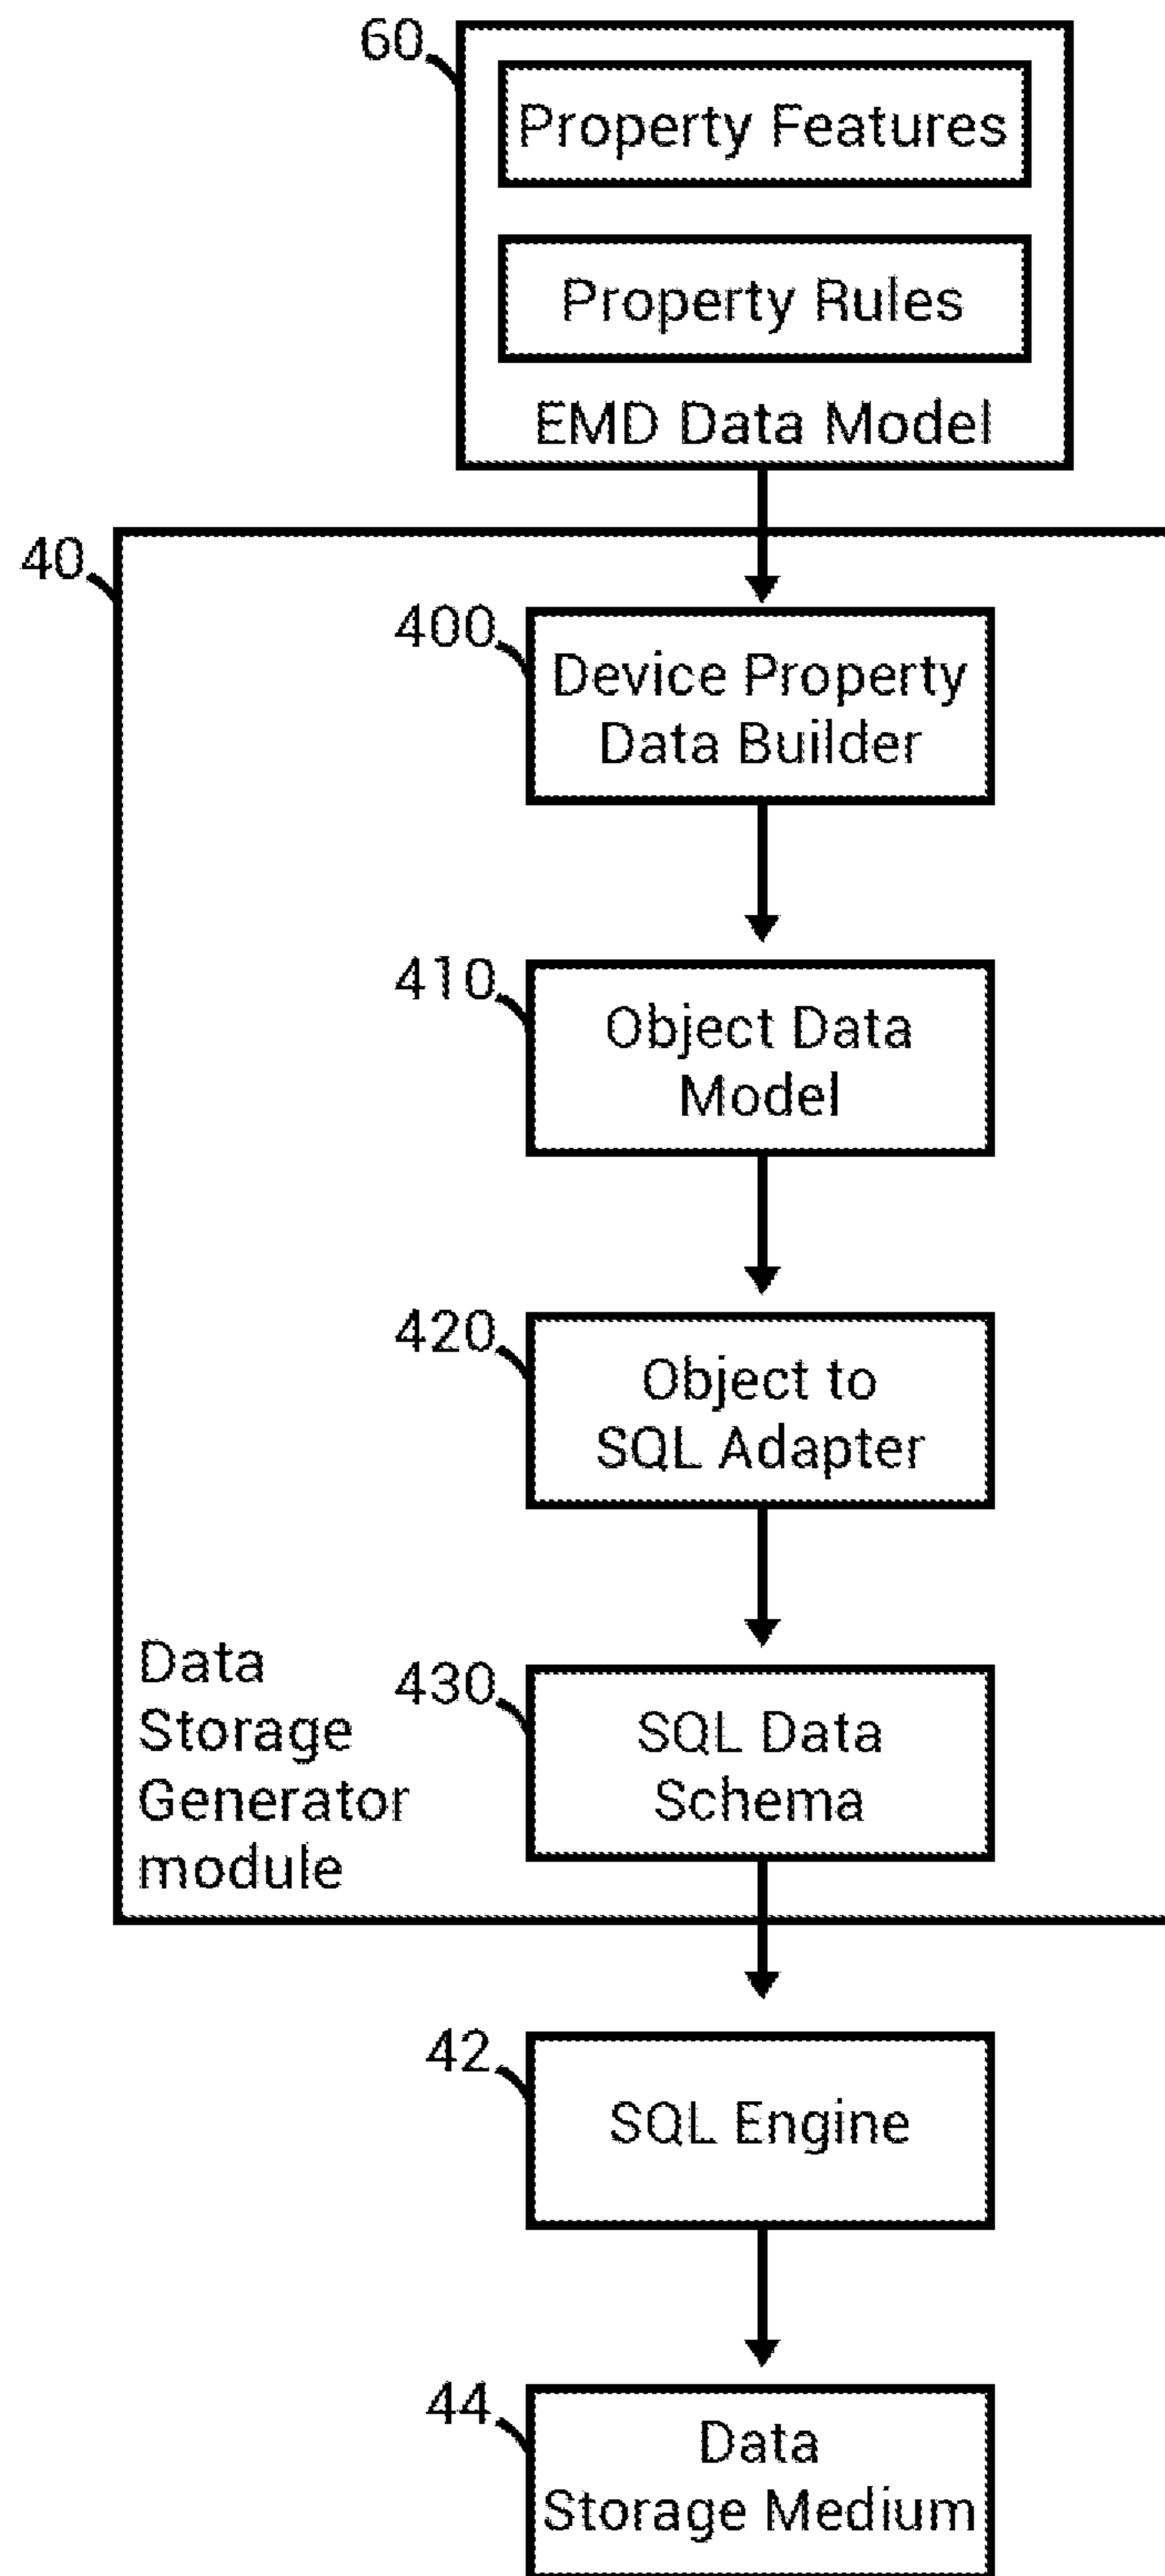 60
Property Features
Property Rules
EMD Data Model
40
400
Device Property
Data Builder
410
Object Data
Model
420
Object to
SQL Adapter
Data
Storage
Generator
module
430
SQL Data
Schema
42
SQL Engine
44
Data
Storage Medium